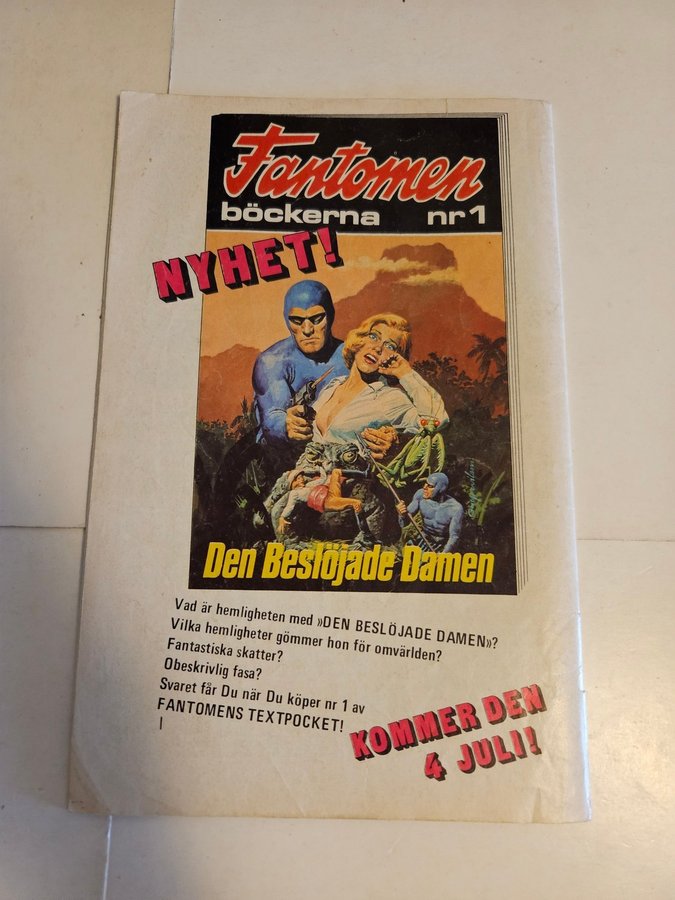 Fantomen
böckerna nr 1
NYHET!
Den Beslöjade Damen
Vad är hemligheten med »DEN BESLÖJADE DAMEN»?
Vilka hemligheter gömmer hon för omvärlden?
Fantastiska skatter?
Obeskrivlig fasa?
Svaret får Du när Du köper nr 1 av
FANTOMENS TEXTPOCKET!
KOMMER DEN
4 JULI!